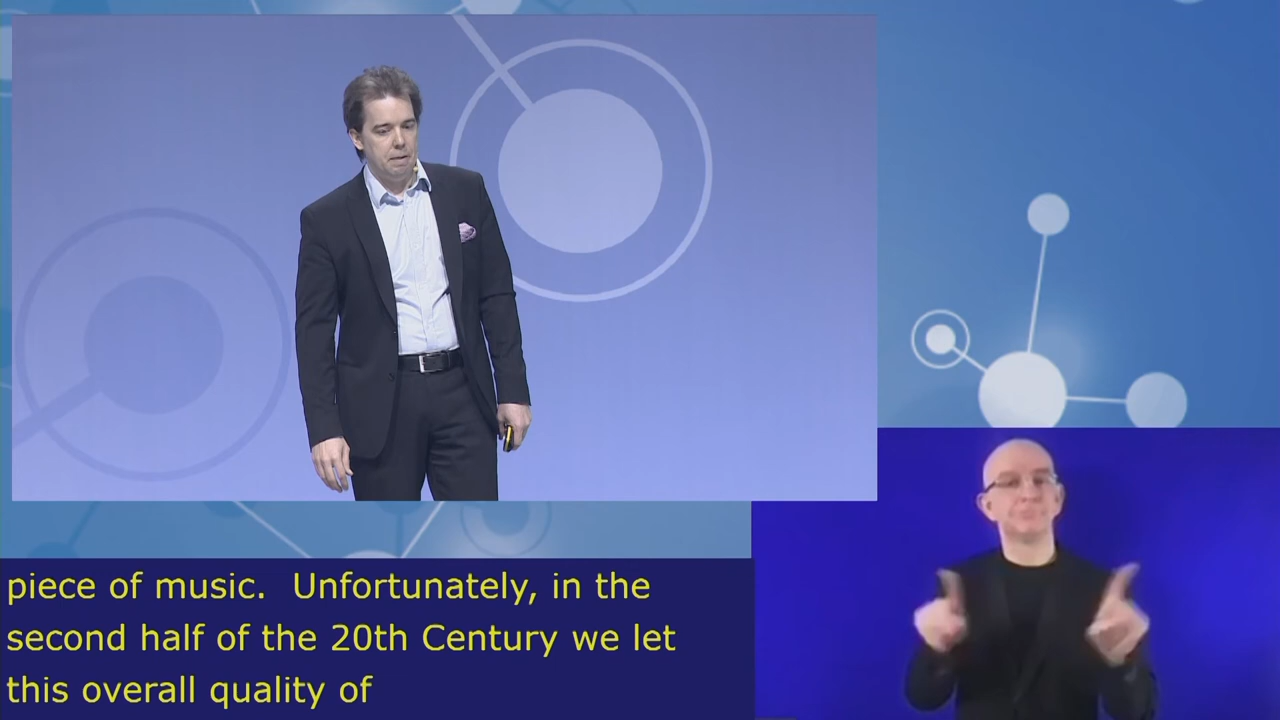 piece of music.  Unfortunately, in the
second half of the 20th Century we let
this overall quality of